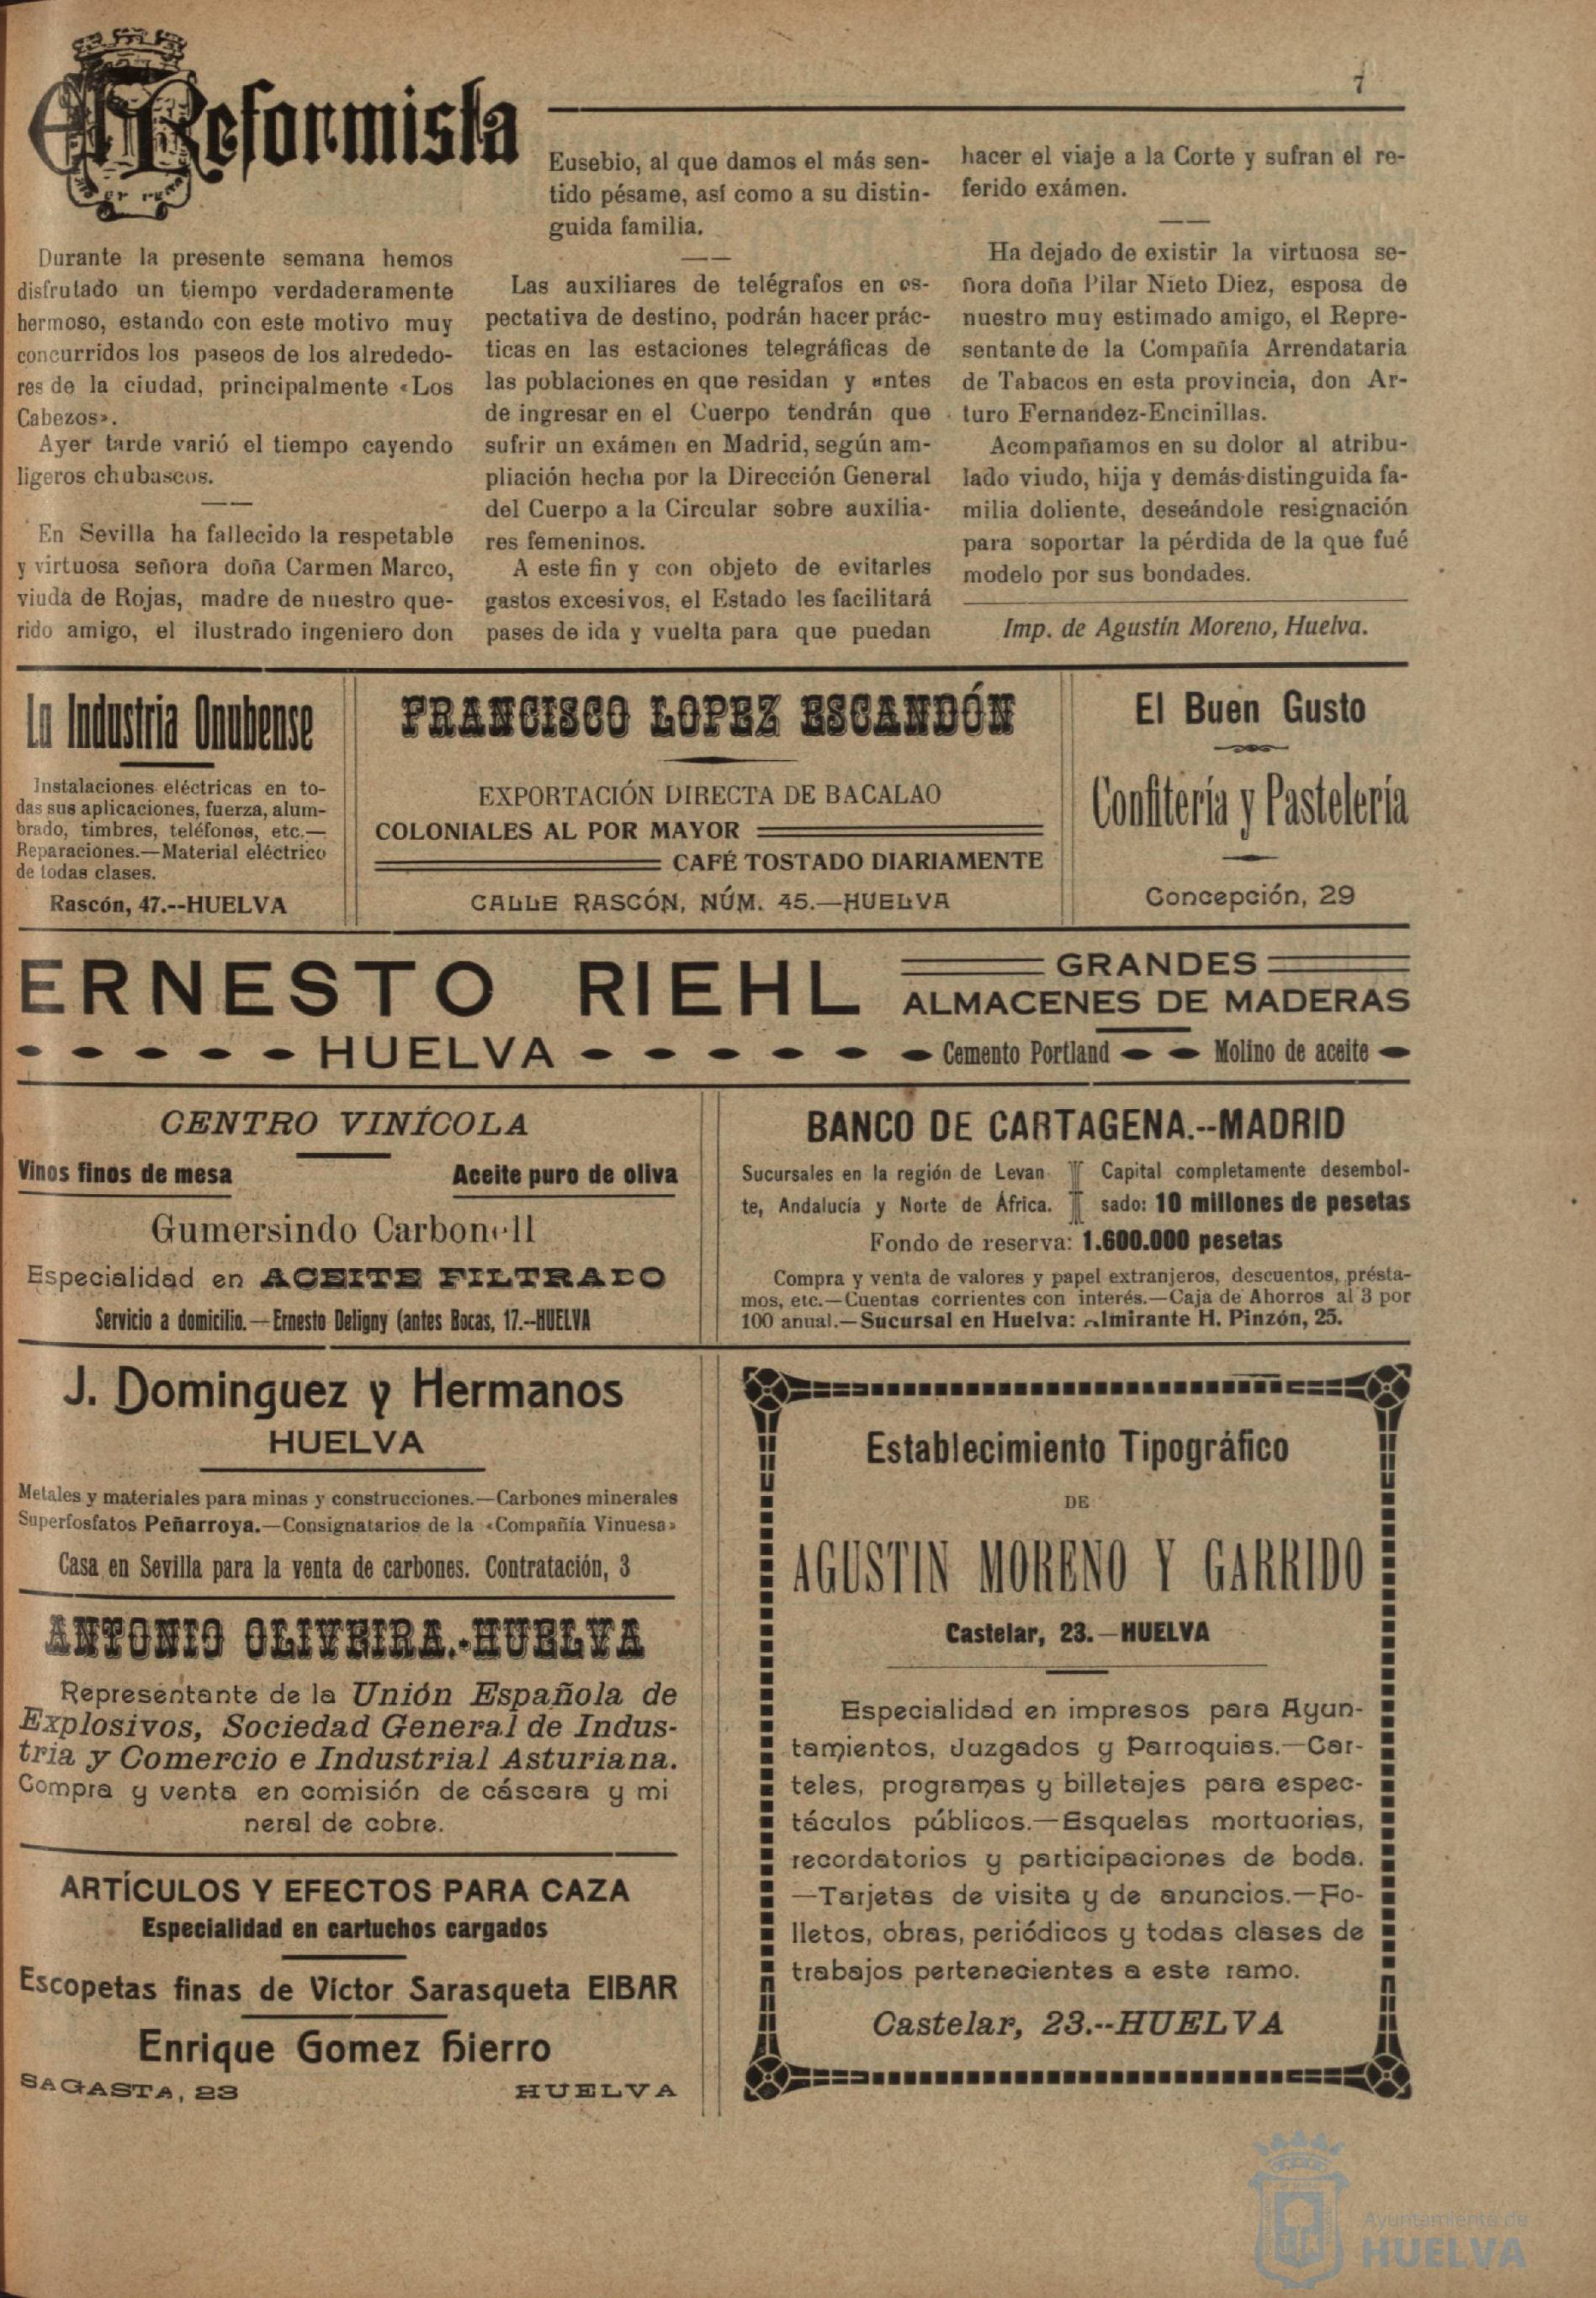 7
El Reformista
Durante la presente semana hemos
disfrutado un tiempo verdaderamente
hermoso, estando con este motivo muy
concurridos los paseos de los alrededo-
res de la ciudad, principalmente «Los
Cabezos».
Ayer tarde varió el tiempo cayendo
ligeros chubascos.
En Sevilla ha fallecido la respetable
y virtuosa señora doña Carmen Marco,
viuda de Rojas, madre de nuestro que-
rido amigo, el ilustrado ingeniero don
Eusebio, al que damos el más sen-
tido pésame, así como a su distin-
guida familia.
Las auxiliares de telégrafos en es-
pectativa de destino, podrán hacer prác-
ticas en las estaciones telegráficas de
las poblaciones en que residan y antes
de ingresar en el Cuerpo tendrán que
sufrir un exámen en Madrid, según am-
pliación hecha por la Dirección General
del Cuerpo a la Circular sobre auxilia-
res femeninos.
A este fin y con objeto de evitarles
gastos excesivos, el Estado les facilitará
pases de ida y vuelta para que puedan
hacer el viaje a la Corte y sufran el re-
ferido exámen.
Ha dejado de existir la virtuosa se-
ñora doña Pilar Nieto Diez, esposa de
nuestro muy estimado amigo, el Repre-
sentante de la Compañía Arrendataria
de Tabacos en esta provincia, don Ar-
turo Fernandez-Encinillas.
Acompañamos en su dolor al atribu-
lado viudo, hija y demás distinguida fa-
milia doliente, deseándole resignación
para soportar la pérdida de la que fué
modelo por sus bondades.
Imp. de Agustín Moreno, Huelva.
La Industria Onubense
Instalaciones eléctricas en to-
das sus aplicaciones, fuerza, alum-
brado, timbres, teléfonos, etc.—
Reparaciones.—Material eléctrico
de todas clases.
Rascón, 47.--HUELVA
FRANCISCO LOPEZ ESCANDÓN
EXPORTACIÓN DIRECTA DE BACALAO
COLONIALES AL POR MAYOR
CAFÉ TOSTADO DIARIAMENTE
CALLE RASCÓN, NÚM. 45.—HUELVA
El Buen Gusto
Confitería y Pastelería
Concepción, 29
ERNESTO RIEHL
HUELVA
GRANDES
ALMACENES DE MADERAS
Cemento Portland
Molino de aceite
CENTRO VINÍCOLA
Vinos finos de mesa Aceite puro de oliva
Gumersindo Carbonell
Especialidad en ACEITE FILTRADO
Servicio a domicilio.—Ernesto Deligny (antes Bocas, 17.--HUELVA
BANCO DE CARTAGENA.--MADRID
Sucursales en la región de Levan
te, Andalucía y Norte de África.
Capital completamente desembol-
sado: 10 millones de pesetas
Fondo de reserva: 1.600.000 pesetas
Compra y venta de valores y papel extranjeros, descuentos, présta-
mos, etc.—Cuentas corrientes con interés.—Caja de Ahorros al 3 por
100 anual.—Sucursal en Huelva: Almirante H. Pinzón, 25.
J. Dominguez y Hermanos
HUELVA
Metales y materiales para minas y construcciones.—Carbones minerales
Superfosfatos Peñarroya.—Consignatarios de la «Compañía Vinuesa»
Casa en Sevilla para la venta de carbones. Contratación, 3
ANTONIO OLIVEIRA.-HUELVA
Representante de la Unión Española de
Explosivos, Sociedad General de Indus-
tria y Comercio e Industrial Asturiana.
Compra y venta en comisión de cáscara y mi
neral de cobre.
ARTÍCULOS Y EFECTOS PARA CAZA
Especialidad en cartuchos cargados
Escopetas finas de Víctor Sarasqueta EIBAR
Enrique Gomez Hierro
SAGASTA, 23 HUELVA
Establecimiento Tipográfico
DE
AGUSTIN MORENO Y GARRIDO
Castelar, 23.—HUELVA
Especialidad en impresos para Ayun-
tamientos, Juzgados y Parroquias.—Car-
teles, programas y billetajes para espec-
táculos públicos.—Esquelas mortuorias,
recordatorios y participaciones de boda.
—Tarjetas de visita y de anuncios.—Fo-
lletos, obras, periódicos y todas clases de
trabajos pertenecientes a este ramo.
Castelar, 23.--HUELVA
Ayuntamiento de
HUELVA